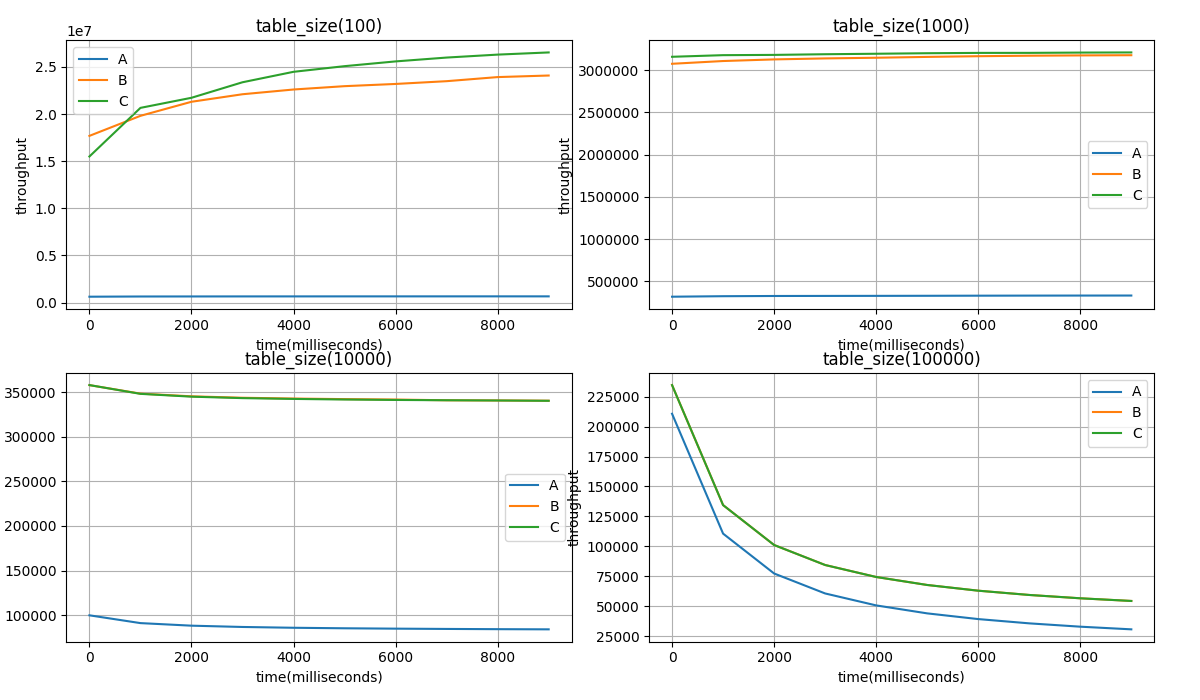 table_size(100)
1e7
A
B
C
2.5
2.0
1.5
1.0
0.5
0.0
throughput
0
2000
4000
6000
8000
time(milliseconds)
table_size(1000)
3000000
2500000
2000000
1500000
1000000
500000
throughput
A
B
C
0
2000
4000
6000
8000
time(milliseconds)
table_size(10000)
350000
300000
250000
200000
150000
100000
A
B
C
0
2000
4000
6000
8000
time(milliseconds)
table_size(100000)
225000
200000
175000
150000
125000
100000
75000
50000
25000
throughput
A
B
C
0
2000
4000
6000
8000
time(milliseconds)